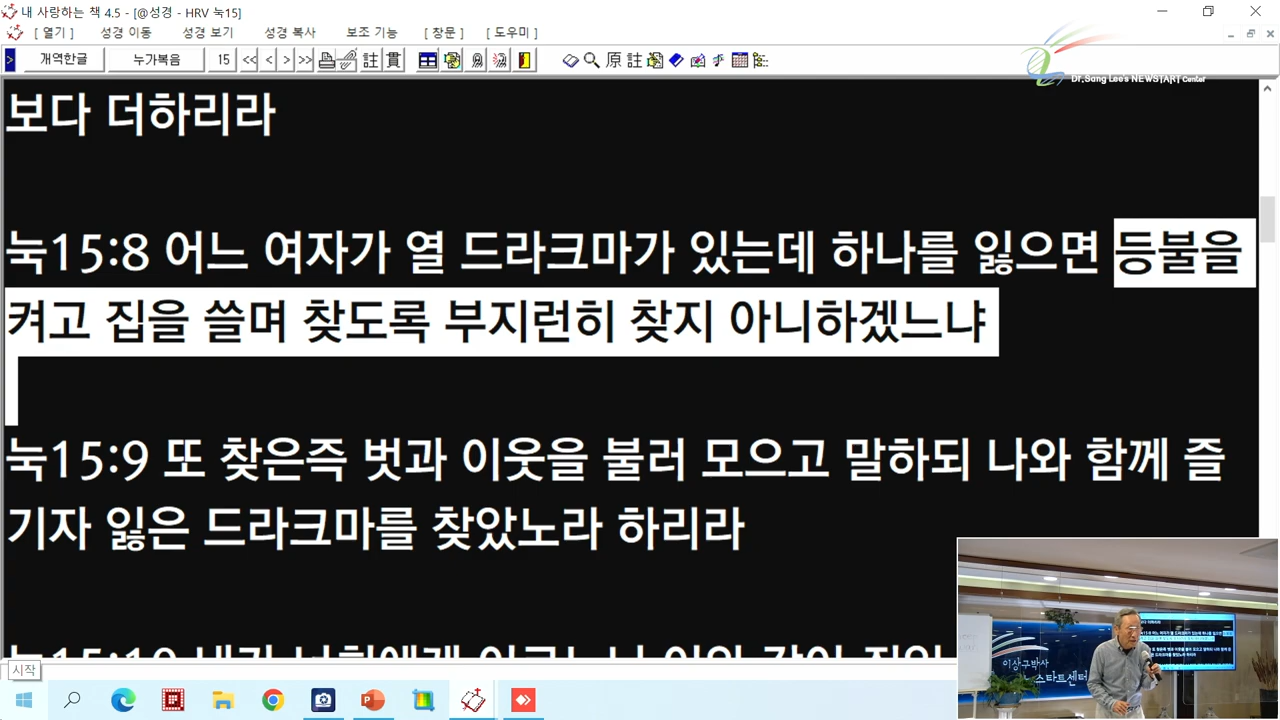 내 사랑하는 책 4.5 - [@성경 - HRV 눅15]
[ 열기 ] 성경 이동 성경 보기 성경 복사 보조 기능 [ 창문 ] [ 도우미 ]
개역한글 누가복음 15 << < > >> 註 貫 原 註
Dr.Sang Lee's NEWSTART Center
보다 더하리라
눅15:8 어느 여자가 열 드라크마가 있는데 하나를 잃으면 등불을
켜고 집을 쓸며 찾도록 부지런히 찾지 아니하겠느냐
눅15:9 또 찾은즉 벗과 이웃을 불러 모으고 말하되 나와 함께 즐
기자 잃은 드라크마를 찾았노라 하리라
이상구박사
스타트센터
시작